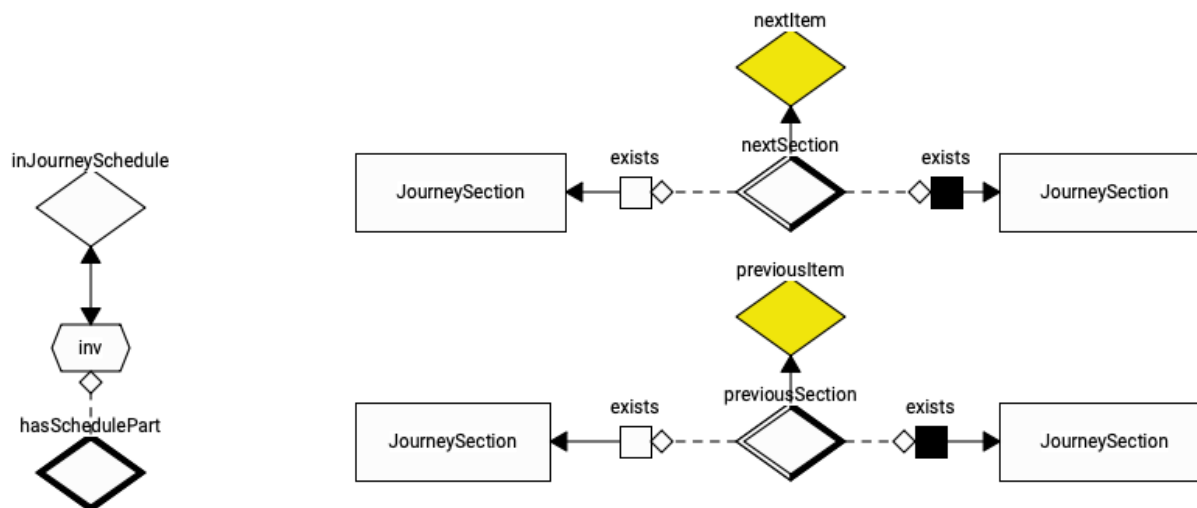 inJourneySchedule
inv
hasSchedulePart
nextItem
nextSection
exists
exists
JourneySection
JourneySection
previousItem
previousSection
exists
exists
JourneySection
JourneySection